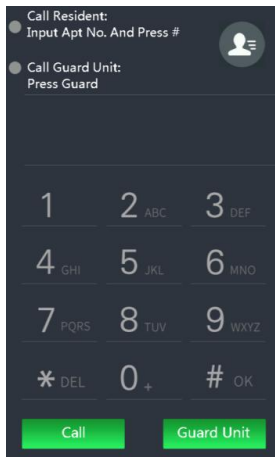 Call Resident:
Input Apt No. And Press #
Call Guard Unit:
Press Guard
1 2 ABC 3 DEF
4 GHI 5 JKL 6 MNO
7 PQRS 8 TUV 9 WXYZ
* DEL 0 + # OK
Call Guard Unit